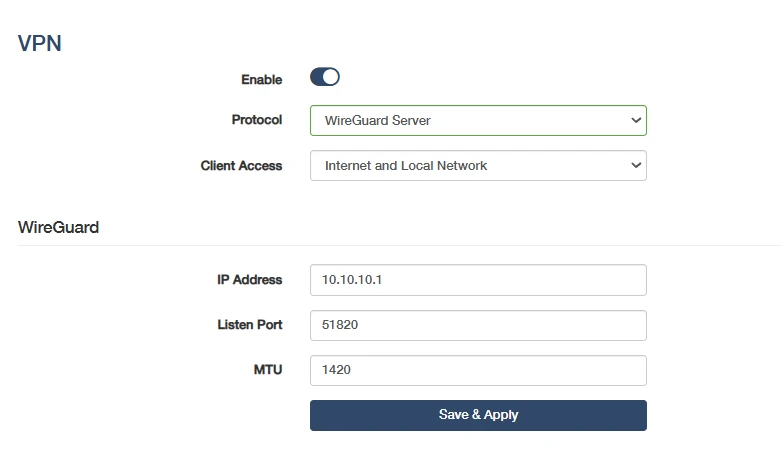 VPN
Enable
Protocol WireGuard Server
Client Access Internet and Local Network
WireGuard
IP Address 10.10.10.1
Listen Port 51820
MTU 1420
Save & Apply